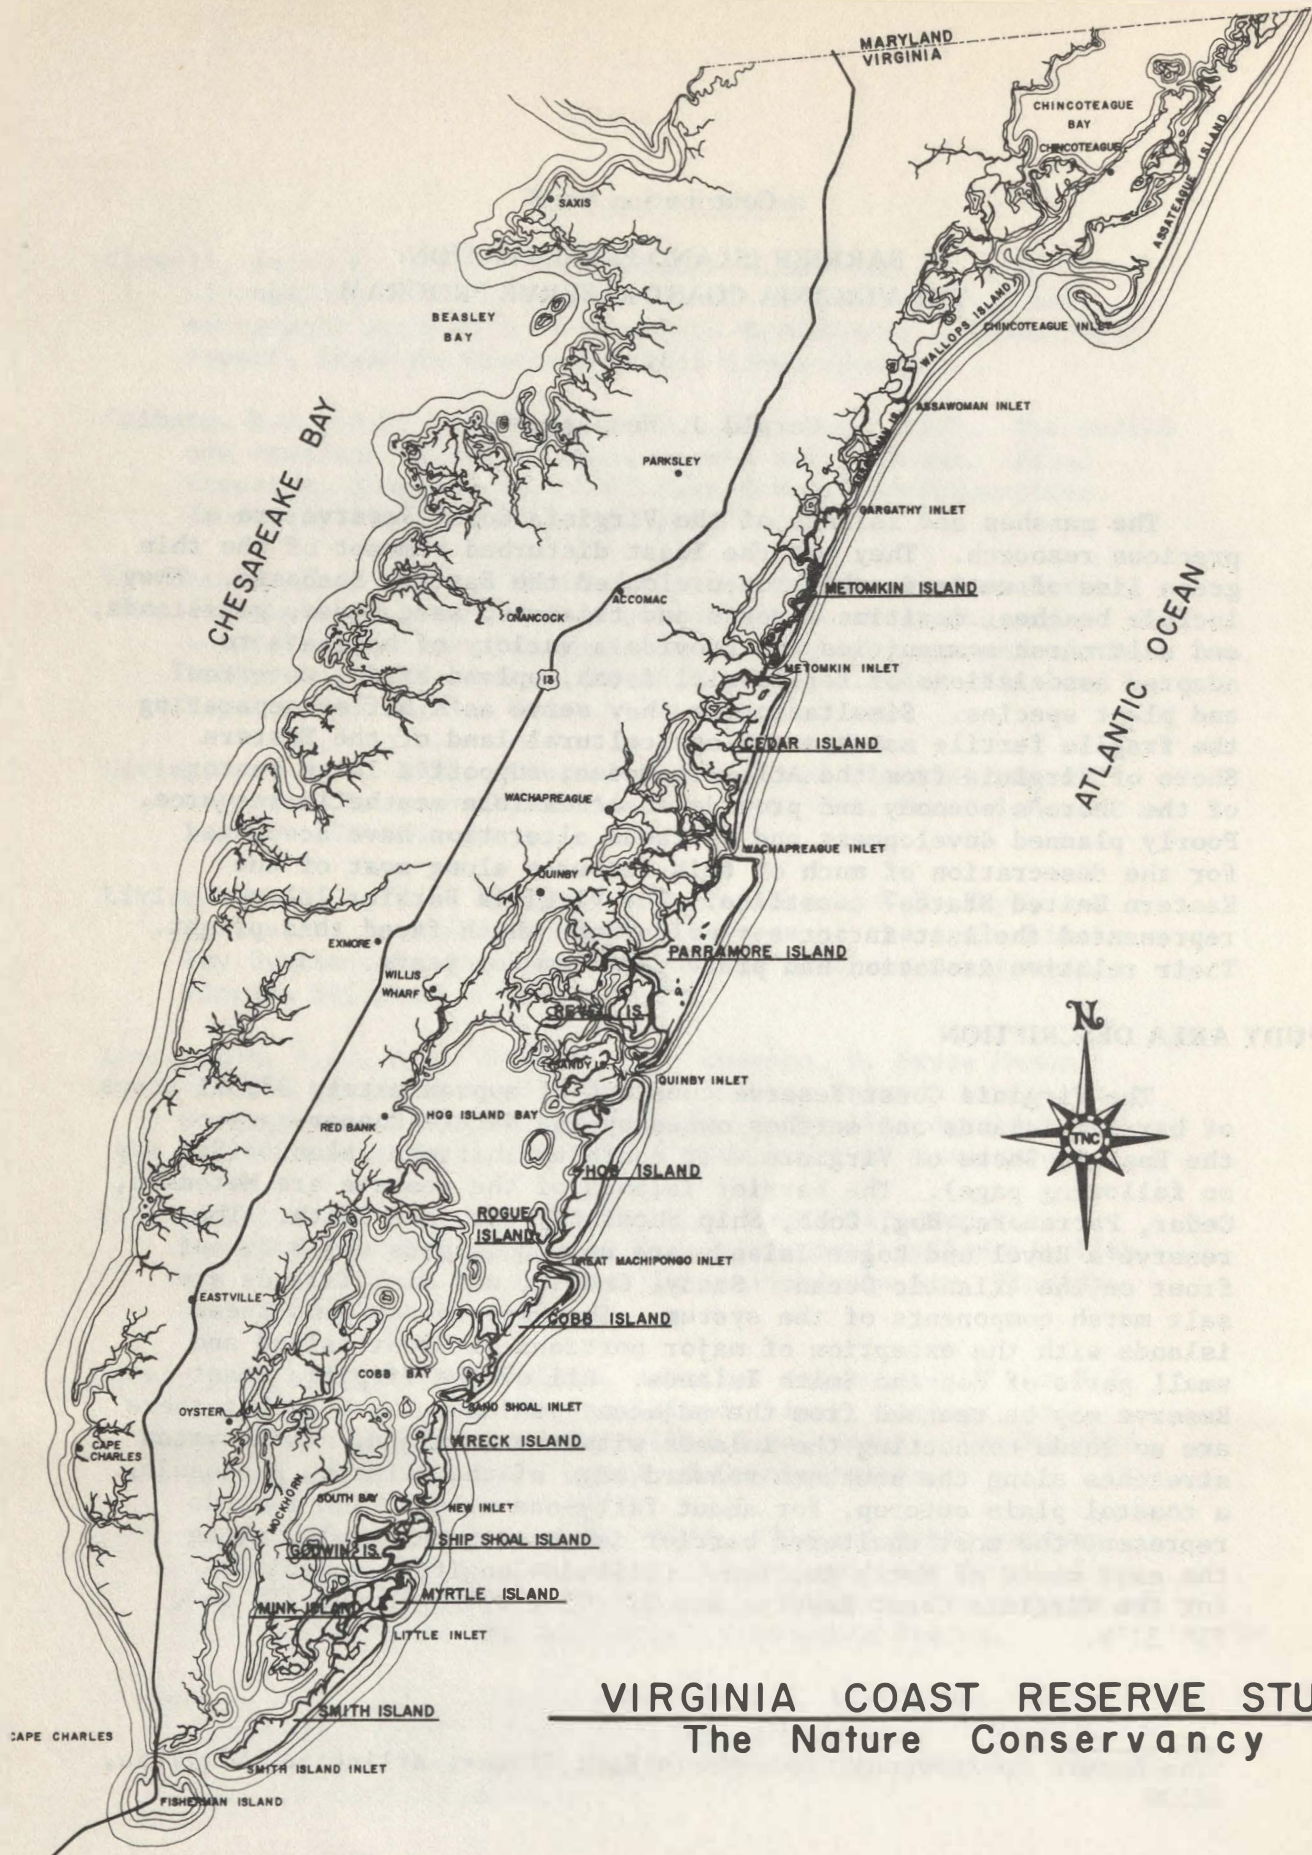 MARYLAND
VIRGINIA
CHINCOTEAGUE
BAY
CHINCOTEAGUE
ASSATEAGUE ISLAND
SAXIS
BEASLEY
BAY
WALLOPS ISLAND
CHINCOTEAGUE INLET
ASSAWOMAN INLET
CHESAPEAKE BAY
PARKSLEY
GARGATHY INLET
METOMKIN ISLAND
ACCOMAC
ONANCOCK
ATLANTIC OCEAN
METOMKIN INLET
13
CEDAR ISLAND
WACHAPREAGUE
WACHAPREAGUE INLET
QUINBY
EXMORE
PARRAMORE ISLAND
WILLIS
WHARF
REVEL IS.
SANDY IS.
QUINBY INLET
N
TNC
HOG ISLAND BAY
RED BANK
HOG ISLAND
ROGUE
ISLAND
GREAT MACHIPONGO INLET
EASTVILLE
COBB ISLAND
COBB BAY
SAND SHOAL INLET
OYSTER
CAPE
CHARLES
WRECK ISLAND
MOCKHORN
SOUTH BAY
NEW INLET
SHIP SHOAL ISLAND
GODWIN IS.
MYRTLE ISLAND
MINK ISLAND
LITTLE INLET
SMITH ISLAND
VIRGINIA COAST RESERVE STU
The Nature Conservancy
CAPE CHARLES
SMITH ISLAND INLET
FISHERMAN ISLAND